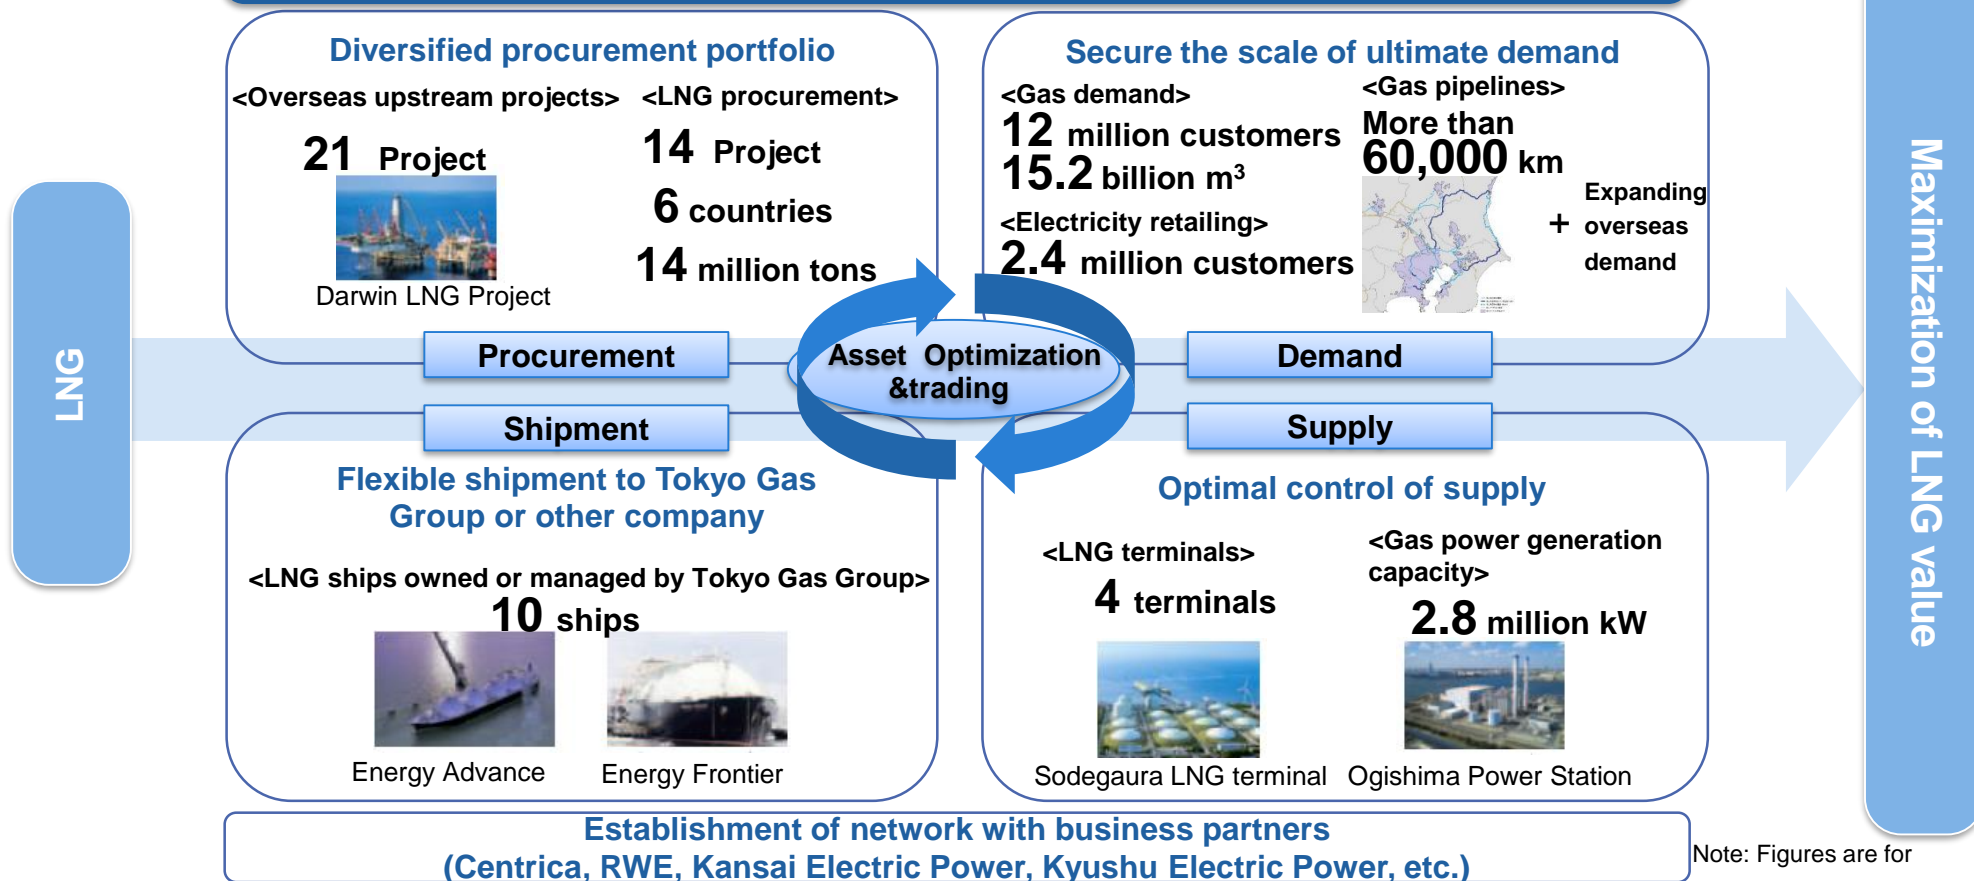 Diversified procurement portfolio
<Overseas upstream projects>
21 Project
Darwin LNG Project
<LNG procurement>
14 Project
6 countries
14 million tons
Secure the scale of ultimate demand
<Gas demand>
12 million customers
15.2 billion m³
<Electricity retailing>
2.4 million customers
<Gas pipelines>
More than
60,000 km
+
Expanding
overseas
demand
LNG
Procurement
Asset Optimization
&trading
Demand
Shipment
Supply
Flexible shipment to Tokyo Gas
Group or other company
<LNG ships owned or managed by Tokyo Gas Group>
10 ships
Energy Advance
Energy Frontier
Optimal control of supply
<LNG terminals>
4 terminals
Sodegaura LNG terminal
<Gas power generation
capacity>
2.8 million kW
Ogishima Power Station
Maximization of LNG value
Establishment of network with business partners
(Centrica, RWE, Kansai Electric Power, Kyushu Electric Power, etc.)
Note: Figures are for